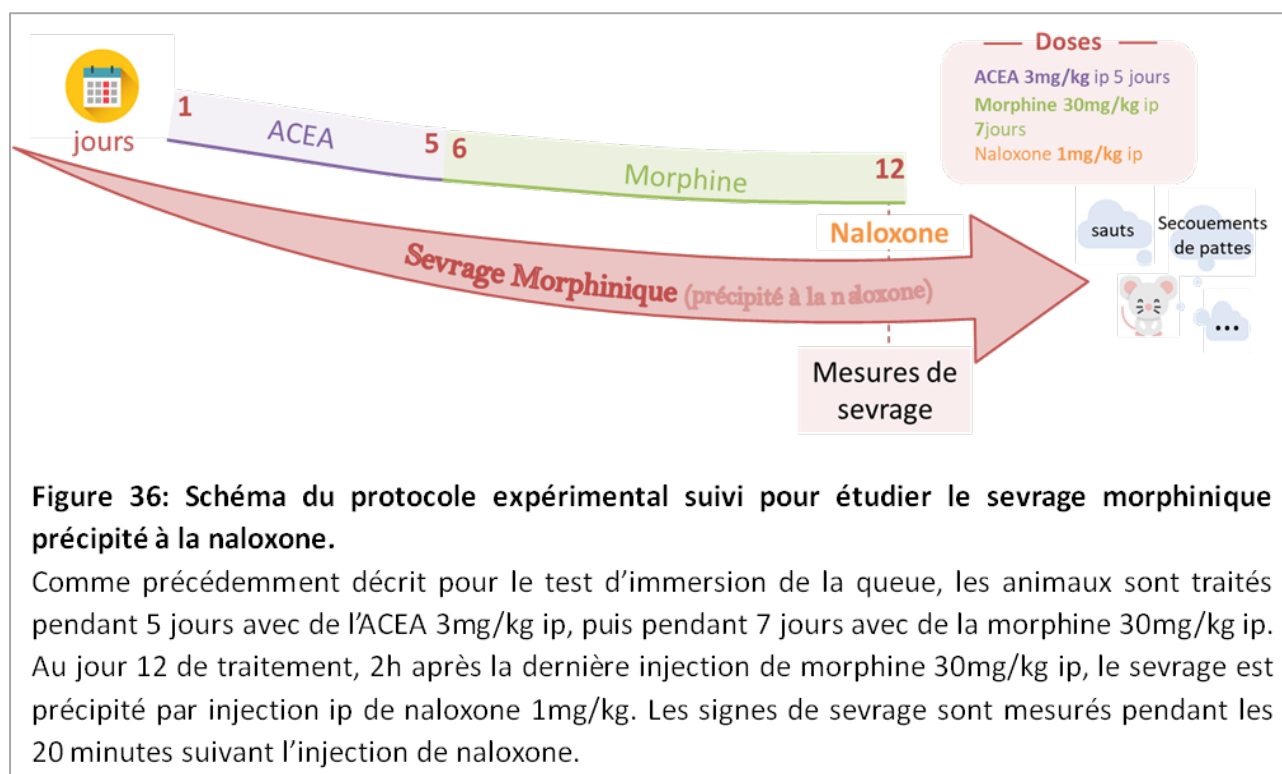 Doses
ACEA 3mg/kg ip 5 jours
Morphine 30mg/kg ip
7jours
Naloxone 1mg/kg ip
jours
1
ACEA
5
6
Morphine
12
Naloxone
sauts
Secouements
de pattes
...
Sevrage Morphinique (précipité à la naloxone)
Mesures de
sevrage
Figure 36: Schéma du protocole expérimental suivi pour étudier le sevrage morphinique
précipité à la naloxone.
Comme précédemment décrit pour le test d’immersion de la queue, les animaux sont traités
pendant 5 jours avec de l’ACEA 3mg/kg ip, puis pendant 7 jours avec de la morphine 30mg/kg ip.
Au jour 12 de traitement, 2h après la dernière injection de morphine 30mg/kg ip, le sevrage est
précipité par injection ip de naloxone 1mg/kg. Les signes de sevrage sont mesurés pendant les
20 minutes suivant l’injection de naloxone.